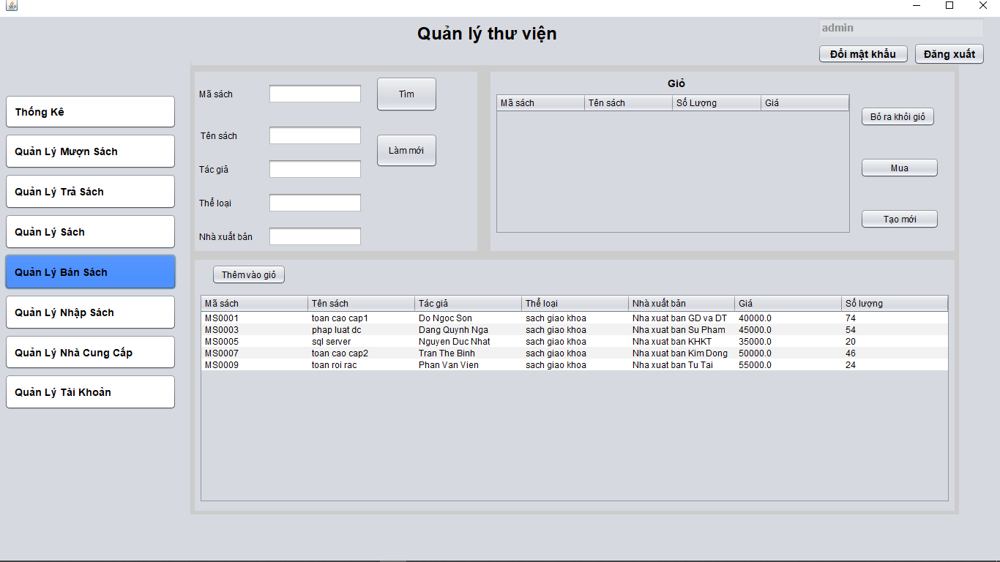 Quản lý thư viện
admin
Đổi mật khẩu
Đăng xuất
Thống Kê
Quản Lý Mượn Sách
Quản Lý Trả Sách
Quản Lý Sách
Quản Lý Bán Sách
Quản Lý Nhập Sách
Quản Lý Nhà Cung Cấp
Quản Lý Tài Khoản
Mã sách
Tìm
Tên sách
Làm mới
Tác giả
Thể loại
Nhà xuất bản
Giỏ
Mã sách Tên sách Số Lượng Giá
Bỏ ra khỏi giỏ
Mua
Tạo mới
Thêm vào giỏ
Mã sách Tên sách Tác giả Thể loại Nhà xuất bản Giá Số lượng
MS0001 toan cao cap1 Do Ngoc Son sach giao khoa Nha xuat ban GD va DT 40000.0 74
MS0003 phap luat dc Dang Quynh Nga sach giao khoa Nha xuat ban Su Pham 45000.0 54
MS0005 sql server Nguyen Duc Nhat sach giao khoa Nha xuat ban KHKT 35000.0 20
MS0007 toan cao cap2 Tran The Binh sach giao khoa Nha xuat ban Kim Dong 50000.0 46
MS0009 toan roi rac Phan Van Vien sach giao khoa Nha xuat ban Tu Tai 55000.0 24